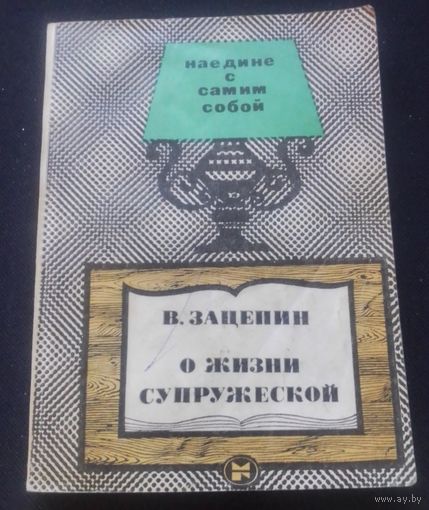 наедине
с
самим
собой
В. ЗАЦЕПИН
О ЖИЗНИ
СУПРУЖЕСКОЙ
www.ay.by